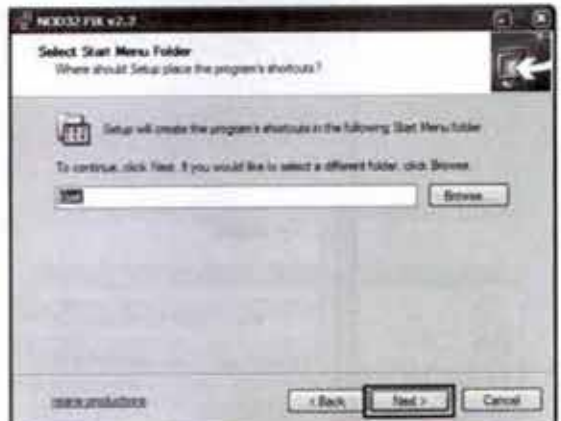 NOD32 FIX v2.2
Select Start Menu Folder
Where should Setup place the program's shortcuts?
Setup will create the program's shortcuts in the following Start Menu folder
To continue, click Next. If you would like to select a different folder, click Browse.
Browse...
< Back
Next >
Cancel